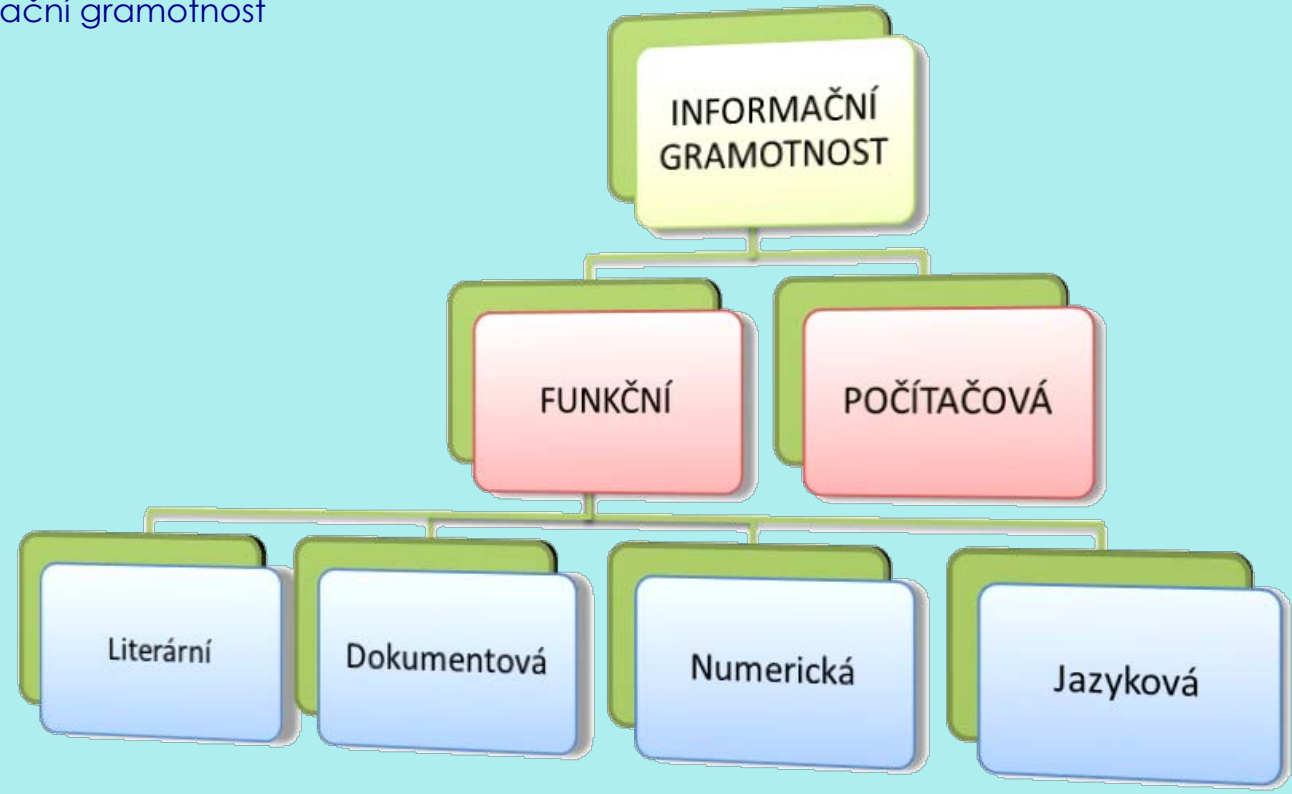 ační gramotnost
INFORMAČNÍ
GRAMOTNOST
FUNKČNÍ
POČÍTAČOVÁ
Literární
Dokumentová
Numerická
Jazyková